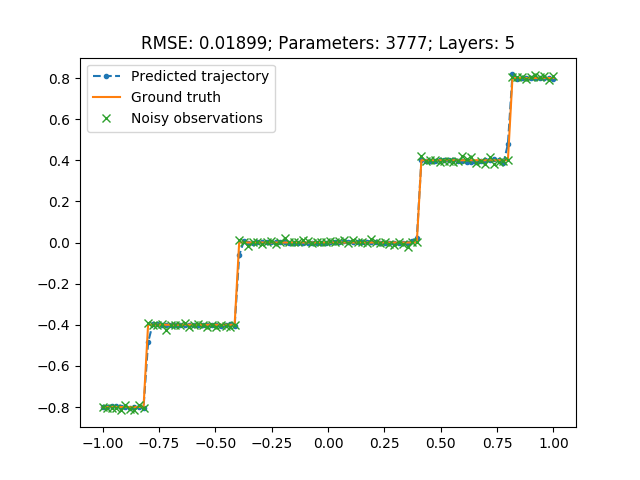 RMSE: 0.01899; Parameters: 3777; Layers: 5
Predicted trajectory
Ground truth
Noisy observations
0.8
0.6
0.4
0.2
0.0
−0.2
−0.4
−0.6
−0.8
−1.00 −0.75 −0.50 −0.25 0.00 0.25 0.50 0.75 1.00